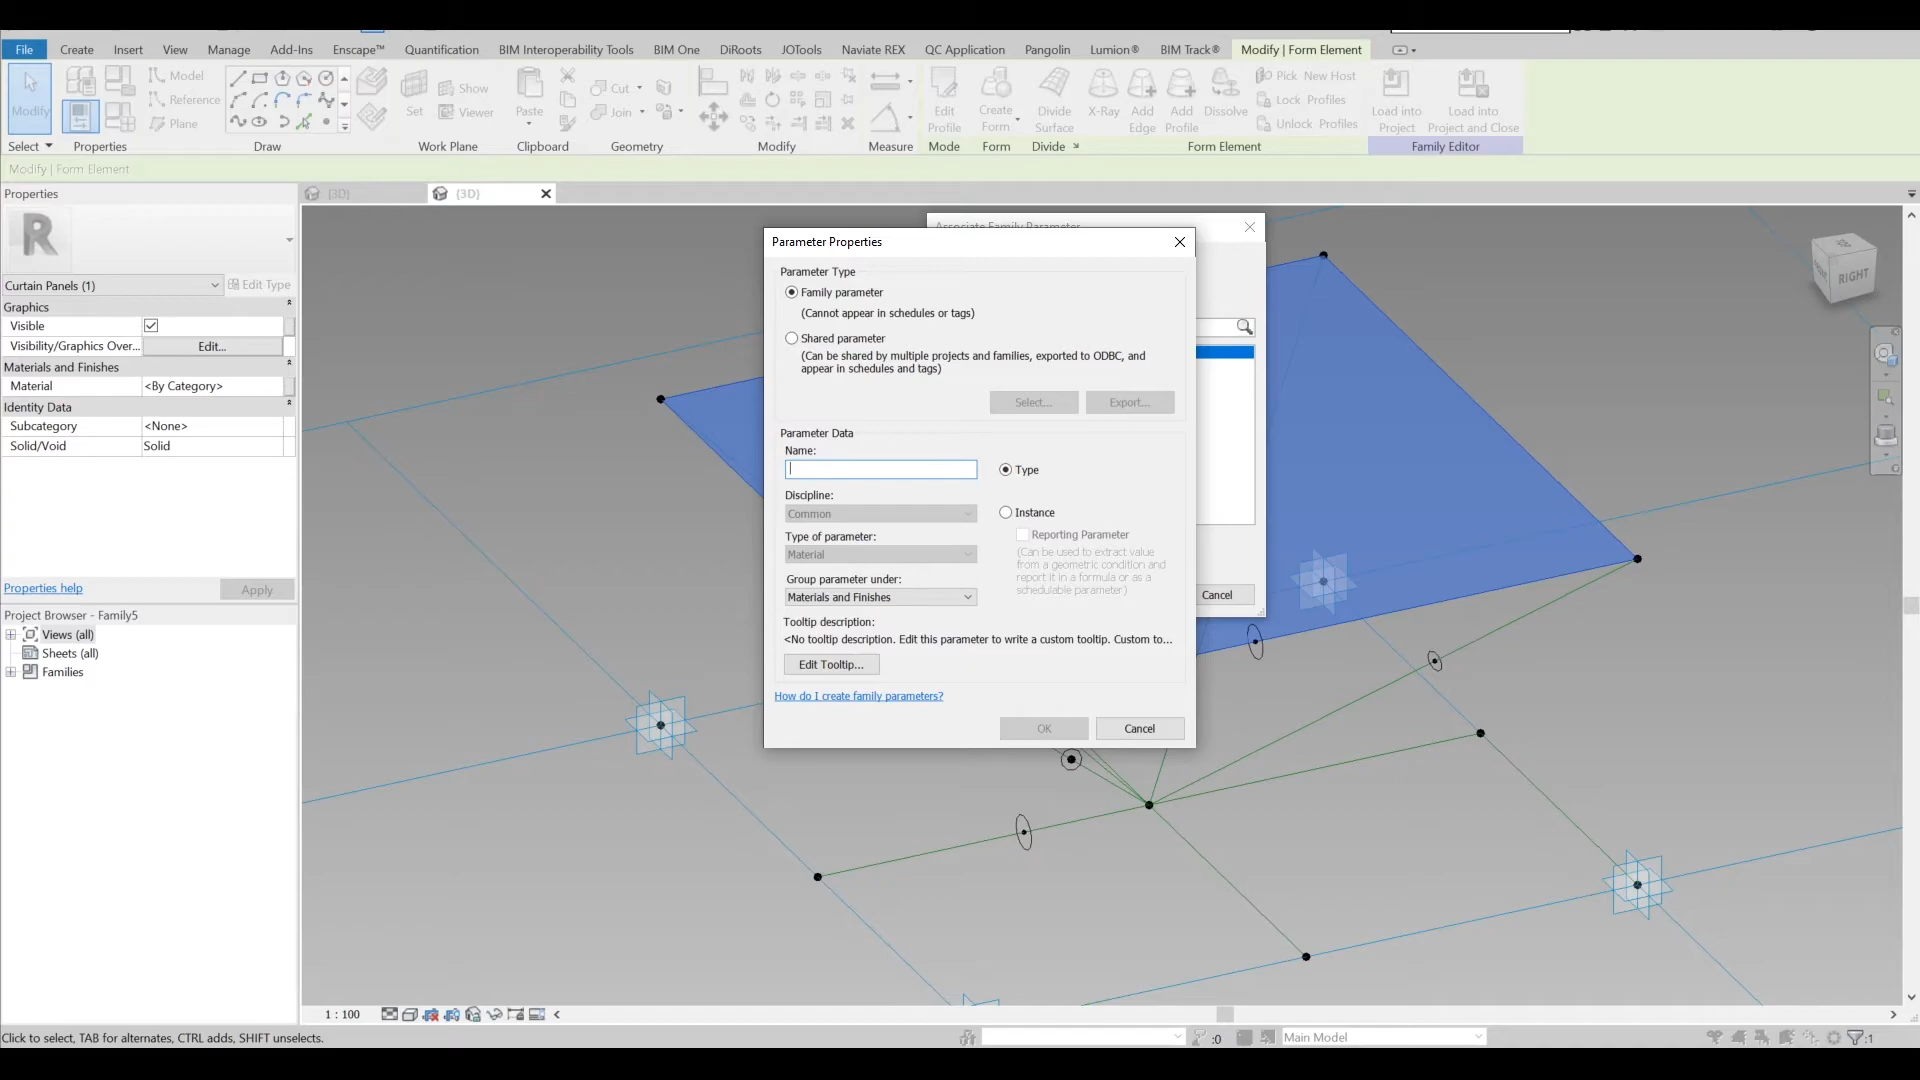 File Create Insert View Manage Add-Ins Enscape™ Quantification BIM Interoperability Tools BIM One DiRoots JOTools Naviate REX QC Application Pangolin Lumion® BIM Track® Modify | Form Element
Modify
Model
Reference
Plane
Set
Show
Viewer
Paste
Cut
Join
Edit Profile
Create Form
Divide Surface
X-Ray
Add Edge
Add Profile
Dissolve
Pick New Host
Lock Profiles
Unlock Profiles
Load into Project
Load into Project and Close
Select Properties Draw Work Plane Clipboard Geometry Modify Measure Mode Form Divide Form Element Family Editor
Modify | Form Element
Properties
{3D}
{3D}
R
Curtain Panels (1)
Edit Type
Graphics
Visible
Visibility/Graphics Over... Edit...
Materials and Finishes
Material <By Category>
Identity Data
Subcategory <None>
Solid/Void Solid
Properties help
Apply
Project Browser - Family5
Views (all)
Sheets (all)
Families
Associate Family Parameter
Cancel
Parameter Properties
Parameter Type
Family parameter
(Cannot appear in schedules or tags)
Shared parameter
(Can be shared by multiple projects and families, exported to ODBC, and
appear in schedules and tags)
Select... Export...
Parameter Data
Name:
Type
Discipline:
Common
Instance
Reporting Parameter
(Can be used to extract value
from a geometric condition and
report it in a formula or as a
schedulable parameter)
Type of parameter:
Material
Group parameter under:
Materials and Finishes
Tooltip description:
<No tooltip description. Edit this parameter to write a custom tooltip. Custom to...
Edit Tooltip...
How do I create family parameters?
OK Cancel
RIGHT
1 : 100
Click to select, TAB for alternates, CTRL adds, SHIFT unselects.
:0
Main Model
:1